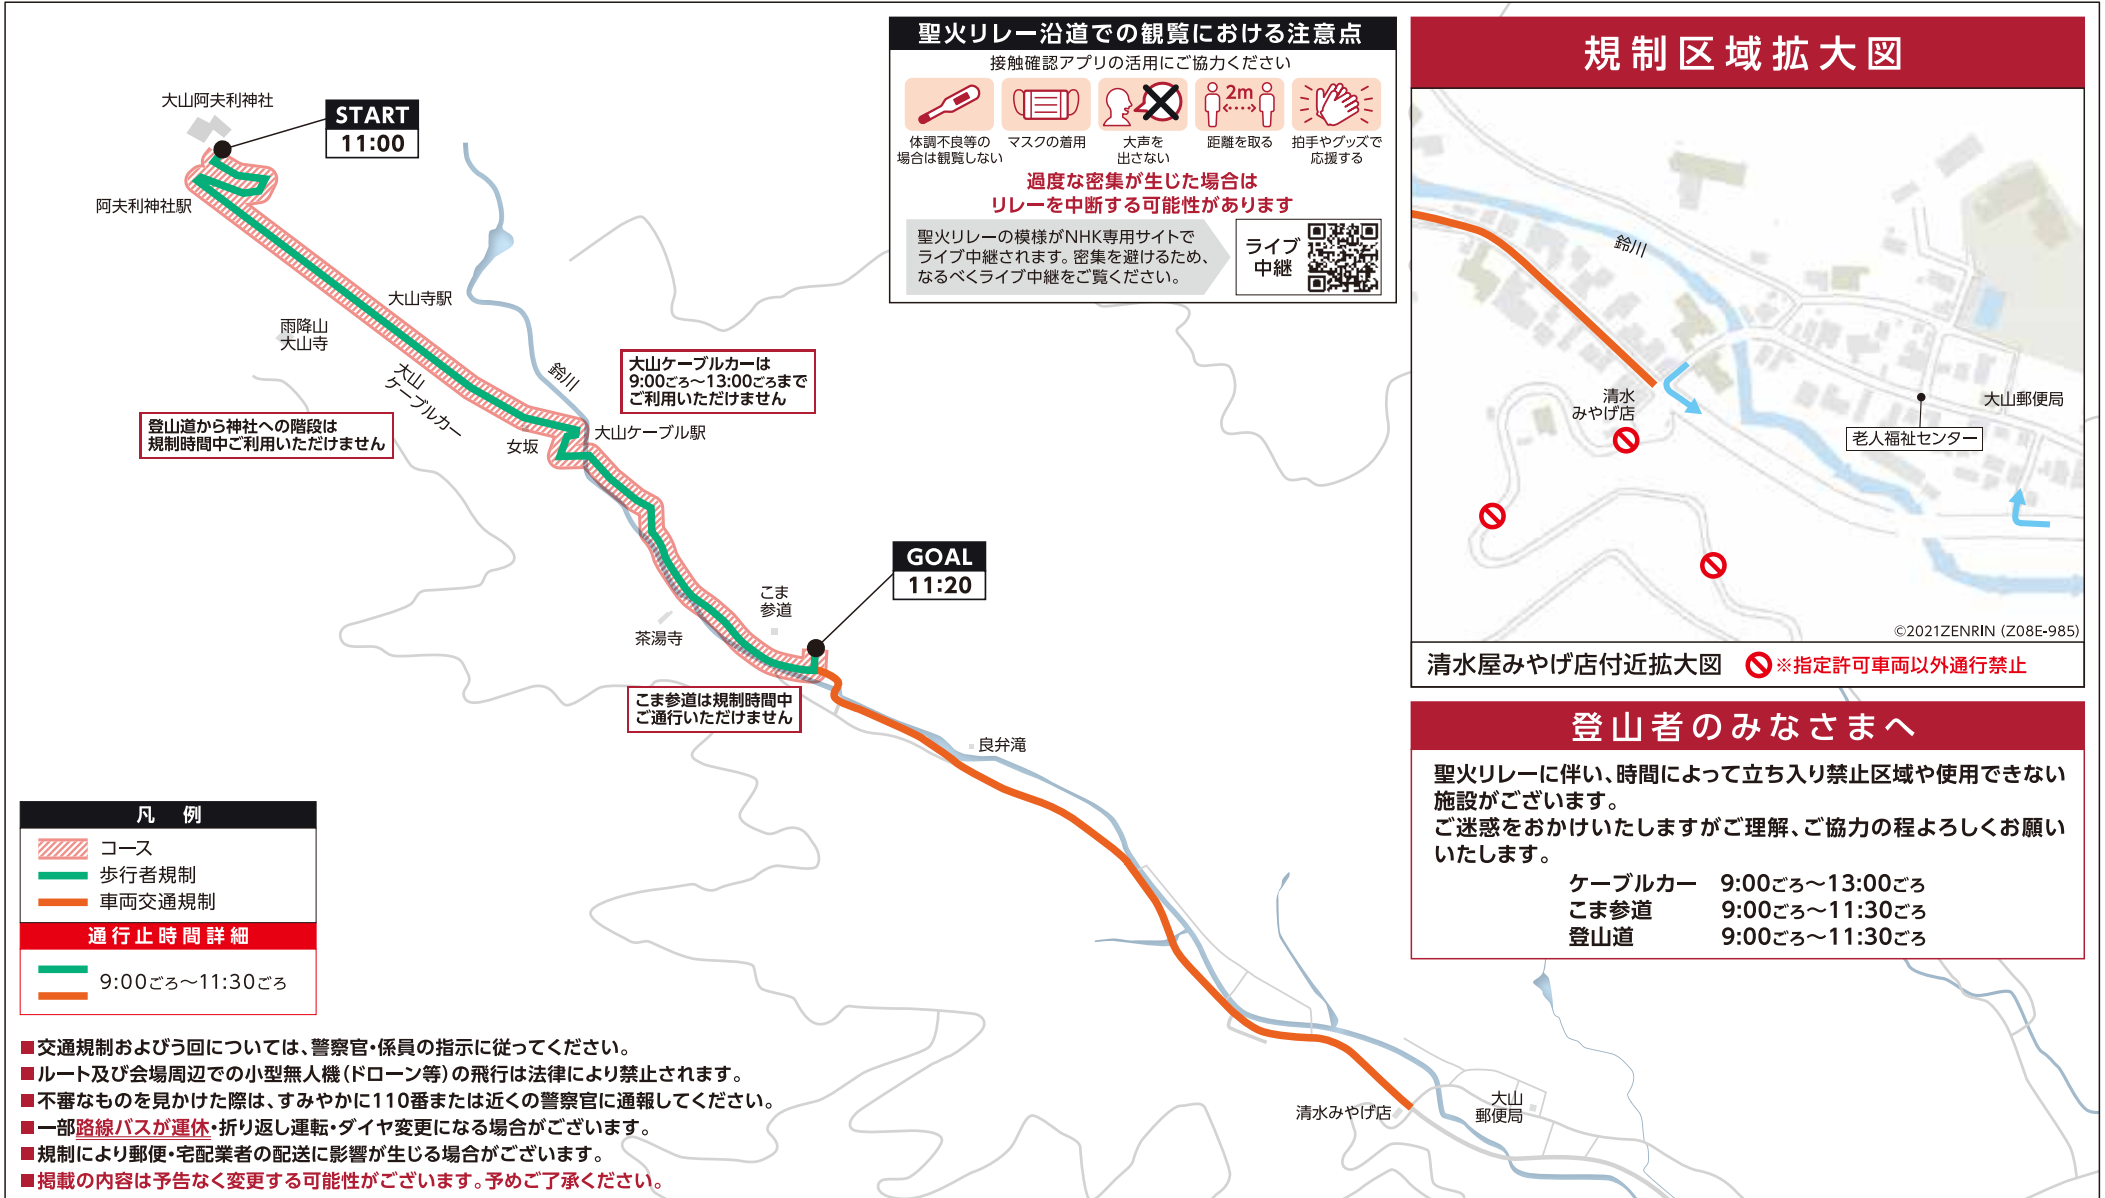 大山阿夫利神社
START
11:00
阿夫利神社駅
大山寺駅
雨降山
大山寺
大山
ケーブルカー
鈴川
大山ケーブルカーは
9:00ごろ～13:00ごろまで
ご利用いただけません
登山道から神社への階段は
規制時間中ご利用いただけません
女坂
大山ケーブル駅
GOAL
11:20
こま
参道
茶湯寺
こま参道は規制時間中
ご通行いただけません
良弁滝
清水みやげ店
大山
郵便局
聖火リレー沿道での観覧における注意点
接触確認アプリの活用にご協力ください
2m
体調不良等の
場合は観覧しない
マスクの着用
大声を
出さない
距離を取る
拍手やグッズで
応援する
過度な密集が生じた場合は
リレーを中断する可能性があります
聖火リレーの模様がNHK専用サイトで
ライブ中継されます。密集を避けるため、
なるべくライブ中継をご覧ください。
ライブ
中継
規制区域拡大図
鈴川
清水
みやげ店
大山郵便局
老人福祉センター
©2021ZENRIN (Z08E-985)
清水屋みやげ店付近拡大図 ※指定許可車両以外通行禁止
登山者のみなさまへ
聖火リレーに伴い、時間によって立ち入り禁止区域や使用できない
施設がございます。
ご迷惑をおかけいたしますがご理解、ご協力の程よろしくお願い
いたします。
ケーブルカー 9:00ごろ～13:00ごろ
こま参道 9:00ごろ～11:30ごろ
登山道 9:00ごろ～11:30ごろ
凡 例
コース
歩行者規制
車両交通規制
通行止時間詳細
9:00ごろ～11:30ごろ
■交通規制およびう回については、警察官・係員の指示に従ってください。
■ルート及び会場周辺での小型無人機(ドローン等)の飛行は法律により禁止されます。
■不審なものを見かけた際は、すみやかに110番または近くの警察官に通報してください。
■一部路線バスが運休・折り返し運転・ダイヤ変更になる場合がございます。
■規制により郵便・宅配業者の配送に影響が生じる場合がございます。
■掲載の内容は予告なく変更する可能性がございます。予めご了承ください。